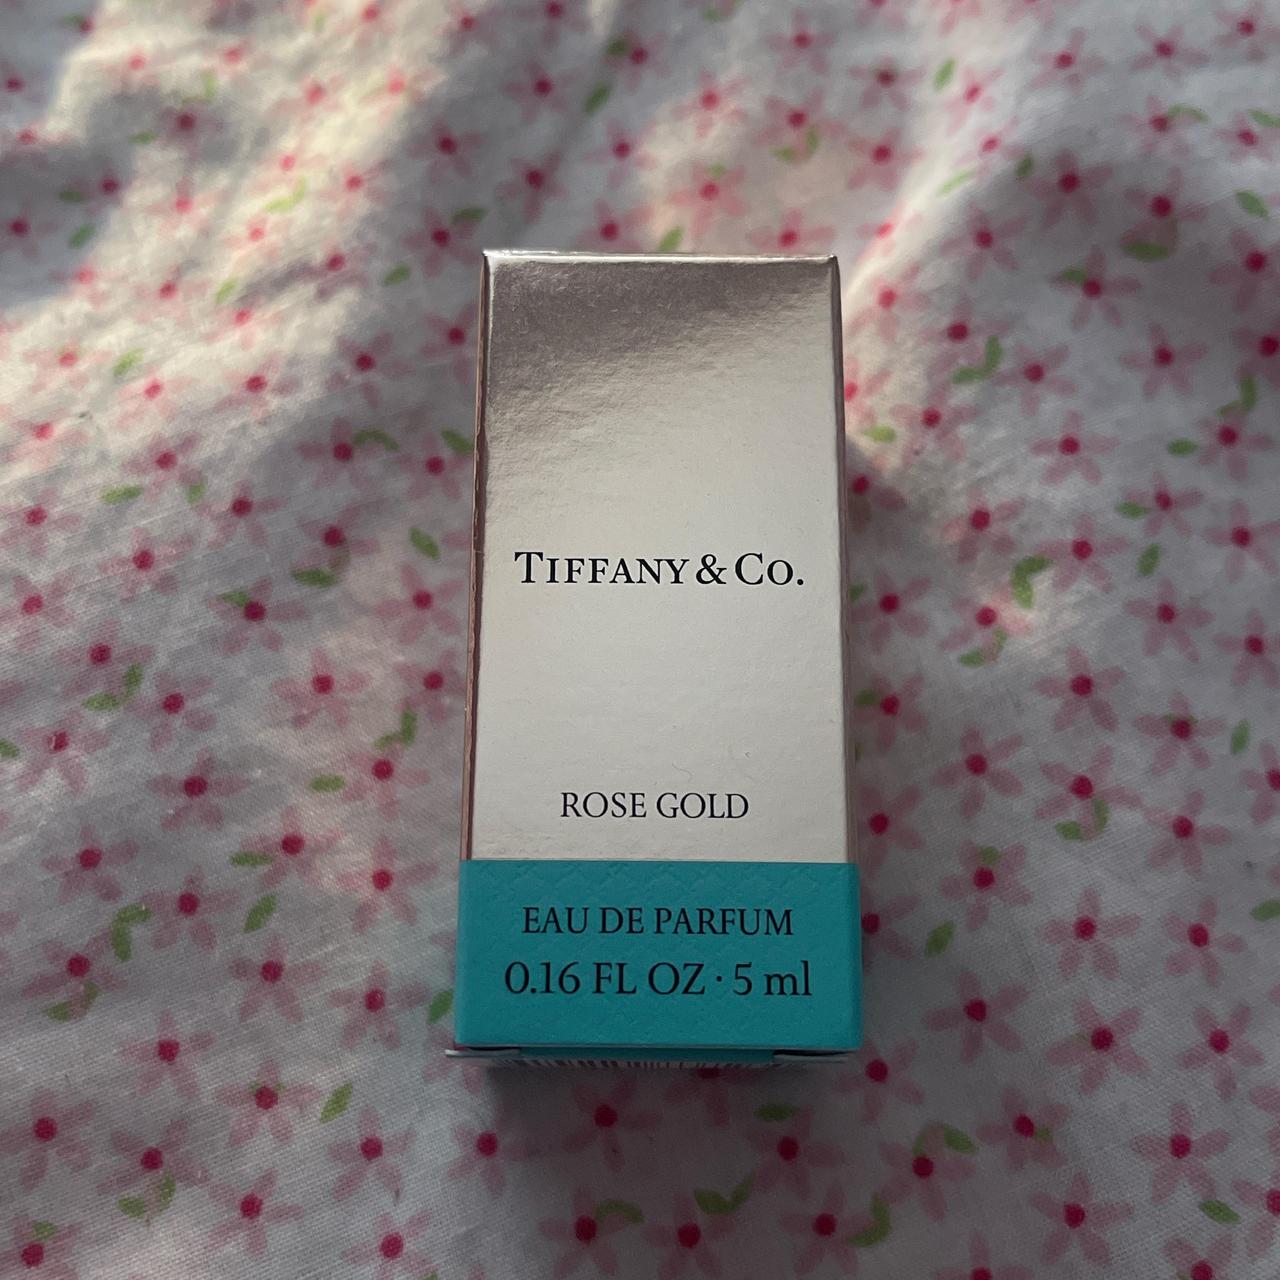 TIFFANY & CO.
ROSE GOLD
EAU DE PARFUM
0.16 FL OZ · 5 ml